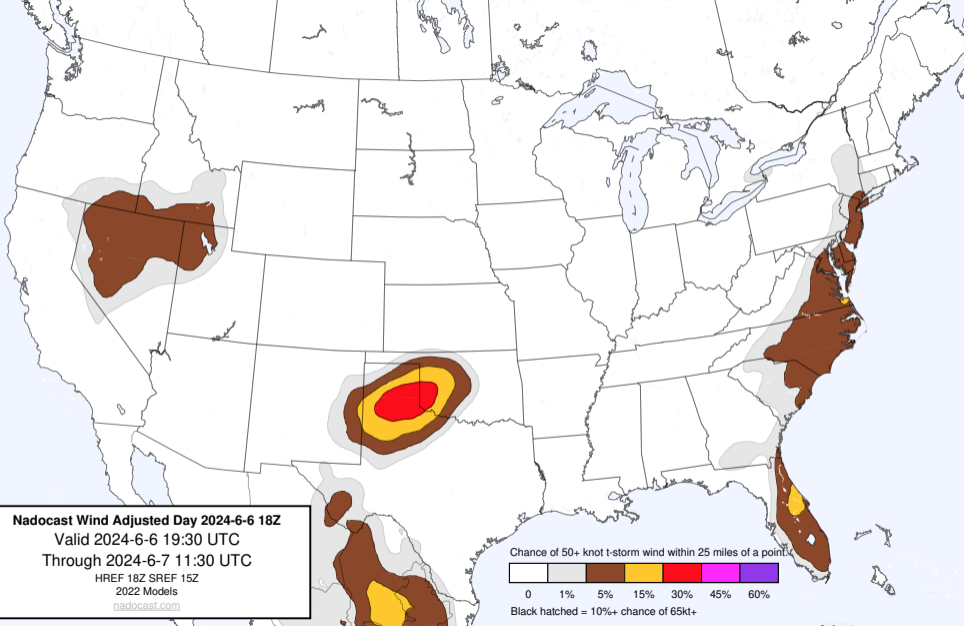 Nadocast Wind Adjusted Day 2024-6-6 18Z
Valid 2024-6-6 19:30 UTC
Through 2024-6-7 11:30 UTC
HREF 18Z SREF 15Z
2022 Models
nadocast.com
Chance of 50+ knot t-storm wind within 25 miles of a point.
0 1% 5% 15% 30% 45% 60%
Black hatched = 10%+ chance of 65kt+